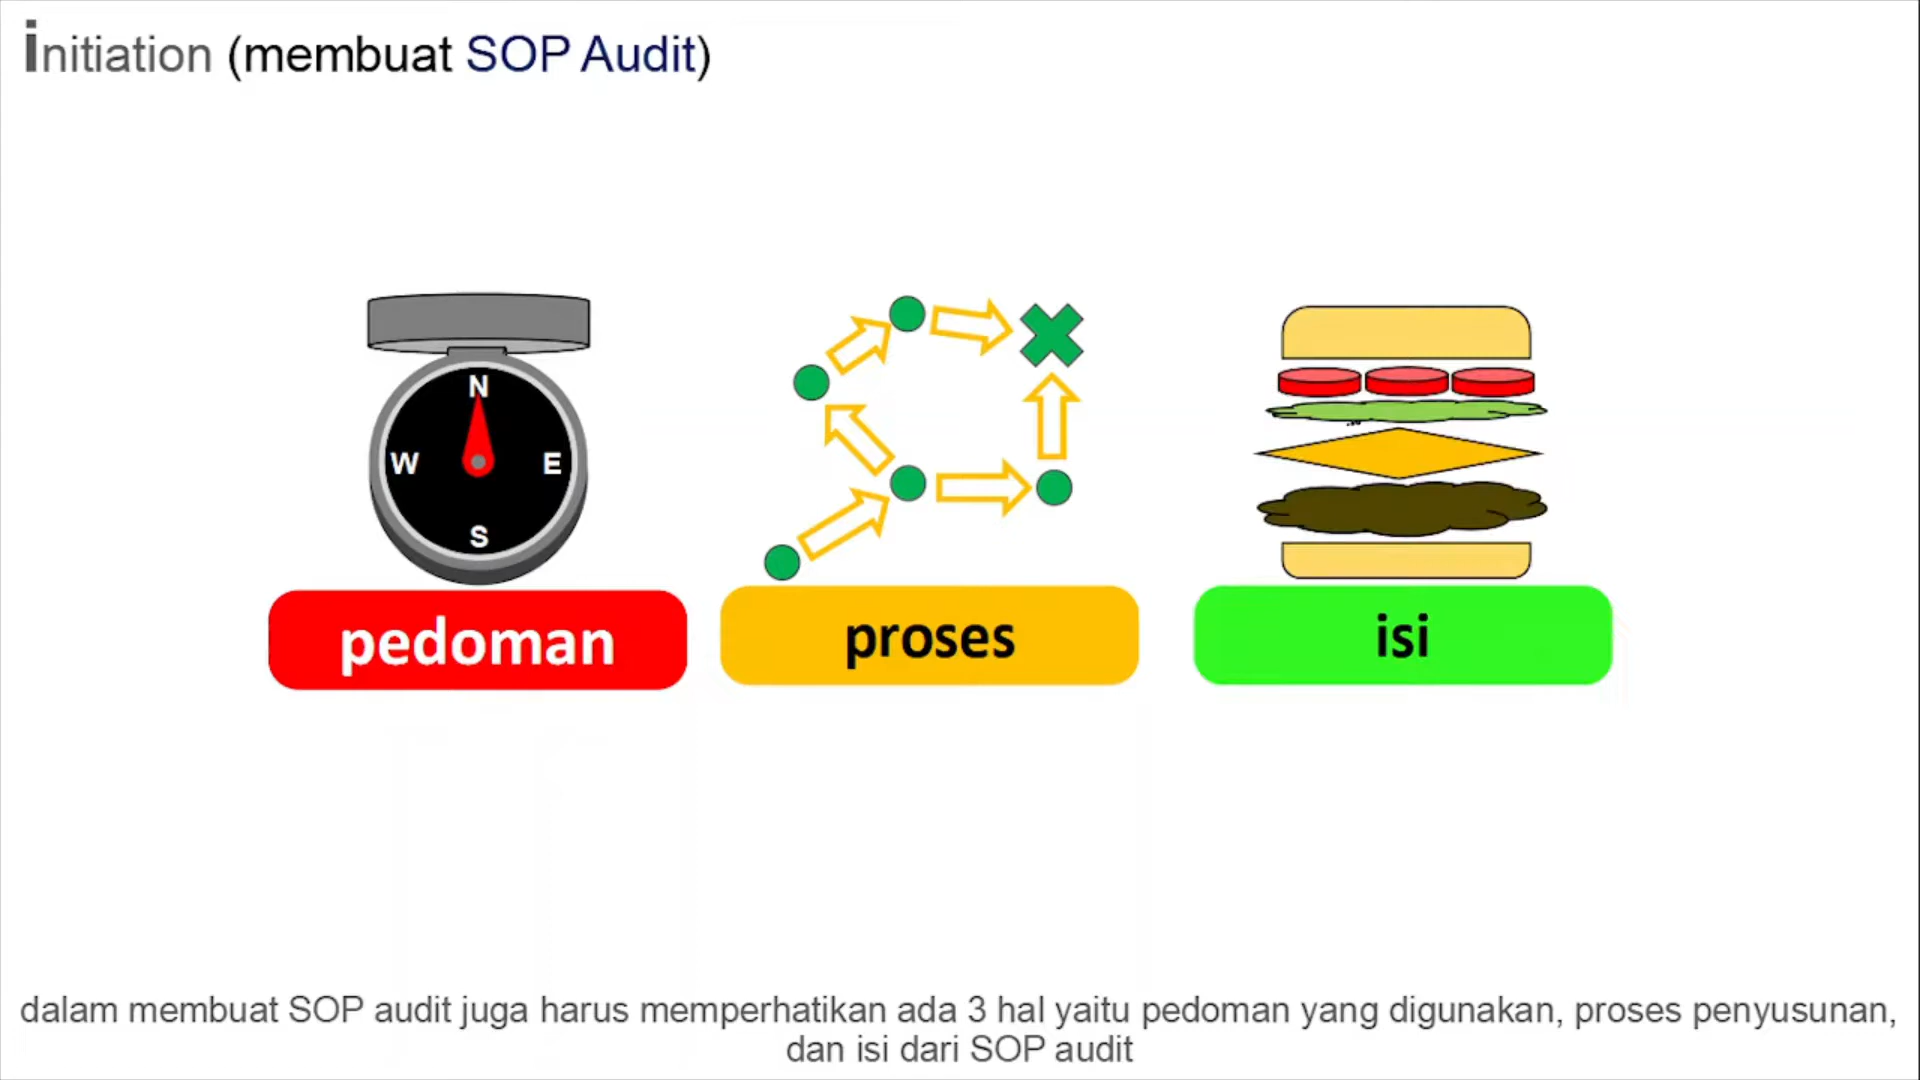 initiation (membuat SOP Audit)
N
W E
S
pedoman
proses
isi
dalam membuat SOP audit juga harus memperhatikan ada 3 hal yaitu pedoman yang digunakan, proses penyusunan,
dan isi dari SOP audit